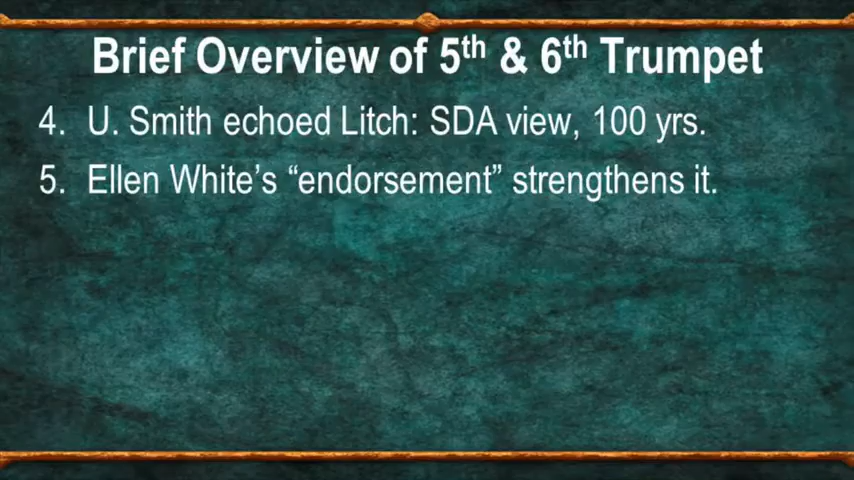 Brief Overview of 5th & 6th Trumpet
4. U. Smith echoed Litch: SDA view, 100 yrs.
5. Ellen White’s “endorsement” strengthens it.